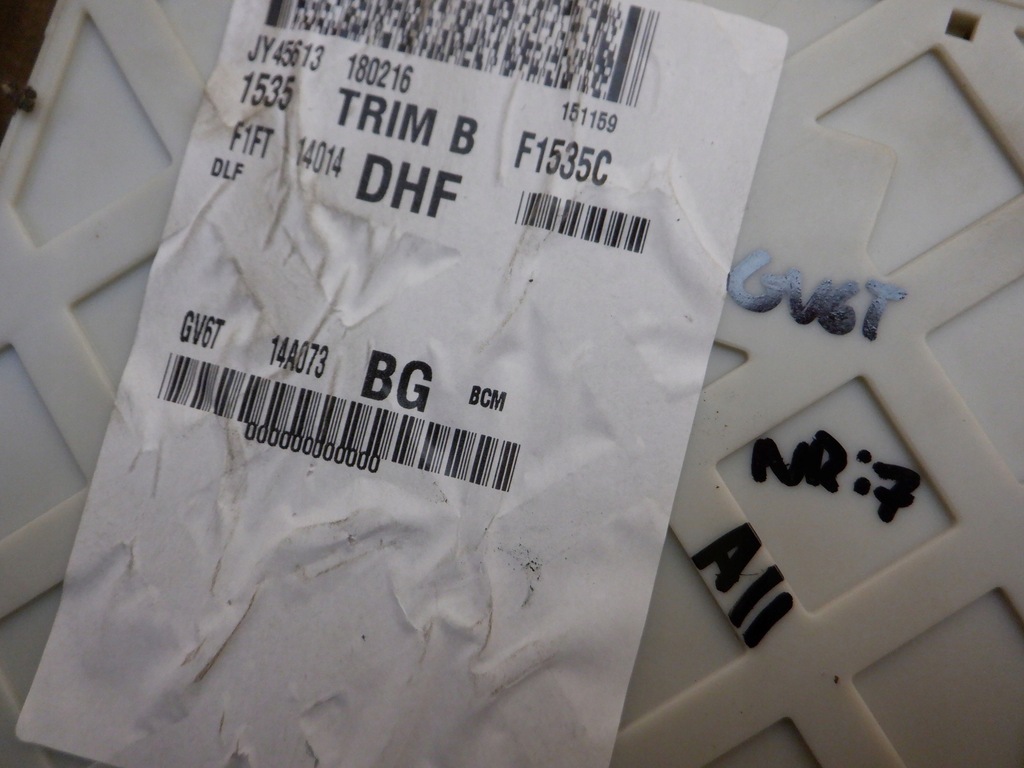 JY45613 180216
151159
1535 TRIM B F1535C
F1FT 14014 DHF
DLF
GV6T 14A073 BG BCM
000000000000
GV6T
NR:7
A11